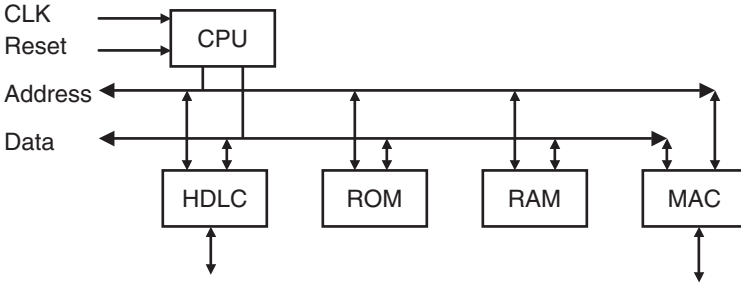 CLK
Reset
CPU
Address
Data
HDLC
ROM
RAM
MAC